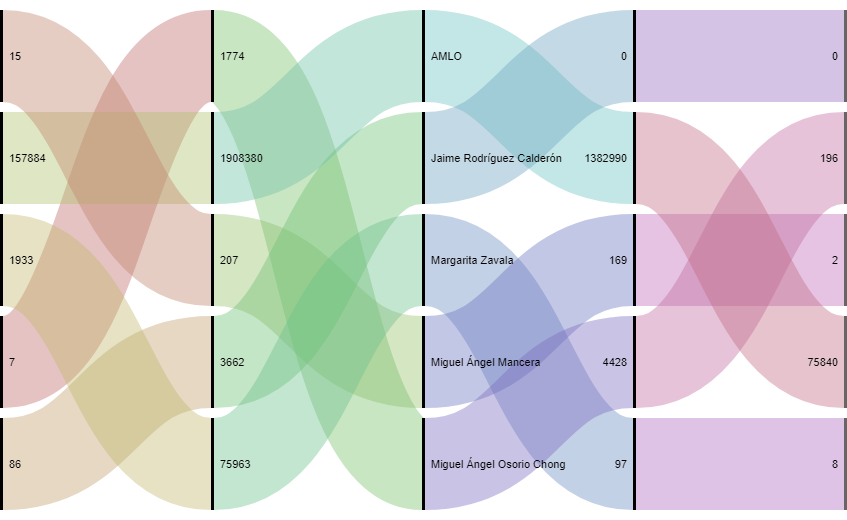 15 1774 AMLO 0 0
157884 1908380 Jaime Rodríguez Calderón 1382990 196
1933 207 Margarita Zavala 169 2
7 3662 Miguel Ángel Mancera 4428 75840
86 75963 Miguel Ángel Osorio Chong 97 8